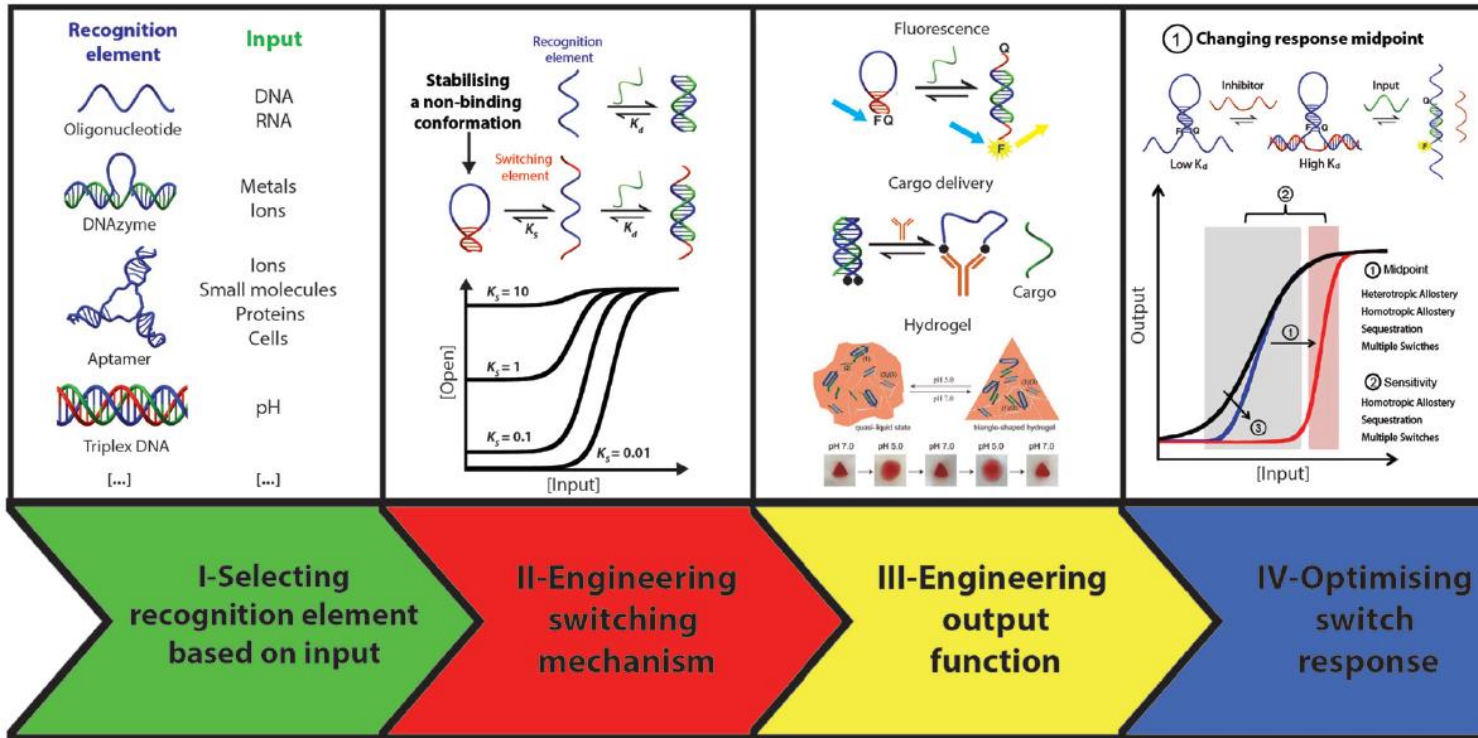 Recognition
element
Input
Oligonucleotide
DNA
RNA
DNAzyme
Metals
Ions
Aptamer
Ions
Small molecules
Proteins
Cells
Triplex DNA
pH
[...]
[...]
Recognition
element
Stabilising
a non-binding
conformation
Kd
Switching
element
Ks
Kd
[Open]
Ks = 10
Ks = 1
Ks = 0.1
Ks = 0.01
[Input]
Fluorescence
Q
F Q
F
Cargo delivery
Cargo
Hydrogel
(1)
(2)
pH 5.0
pH 7.0
quasi-liquid state
triangle-shaped hydrogel
pH 7.0
pH 5.0
pH 7.0
pH 5.0
pH 7.0
1 Changing response midpoint
Inhibitor
Input
F Q
F Q
Q
F
Low Kd
High Kd
2
1
3
Output
[Input]
1 Midpoint
Heterotropic Allostery
Homotropic Allostery
Sequestration
Multiple Swicthes
2 Sensitivity
Homotropic Allostery
Sequestration
Multiple Switches
I-Selecting
recognition element
based on input
II-Engineering
switching
mechanism
III-Engineering
output
function
IV-Optimising
switch
response